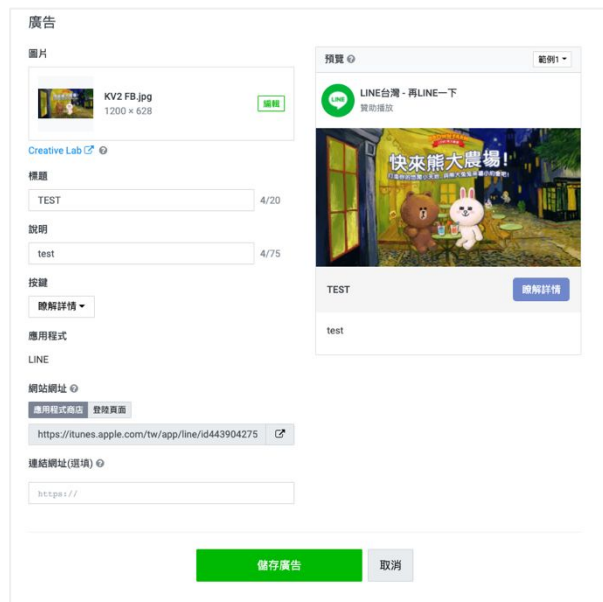 廣告
圖片
KV2 FB.jpg
1200 × 628
編輯
Creative Lab
標題
TEST
4/20
說明
test
4/75
按鍵
瞭解詳情
應用程式
LINE
網站網址
應用程式商店
登陸頁面
https://itunes.apple.com/tw/app/line/id443904275
連結網址(選填)
https://
預覽
範例1
LINE
LINE台灣 - 再LINE一下
贊助播放
快來熊大農場!
TEST
瞭解詳情
test
儲存廣告
取消